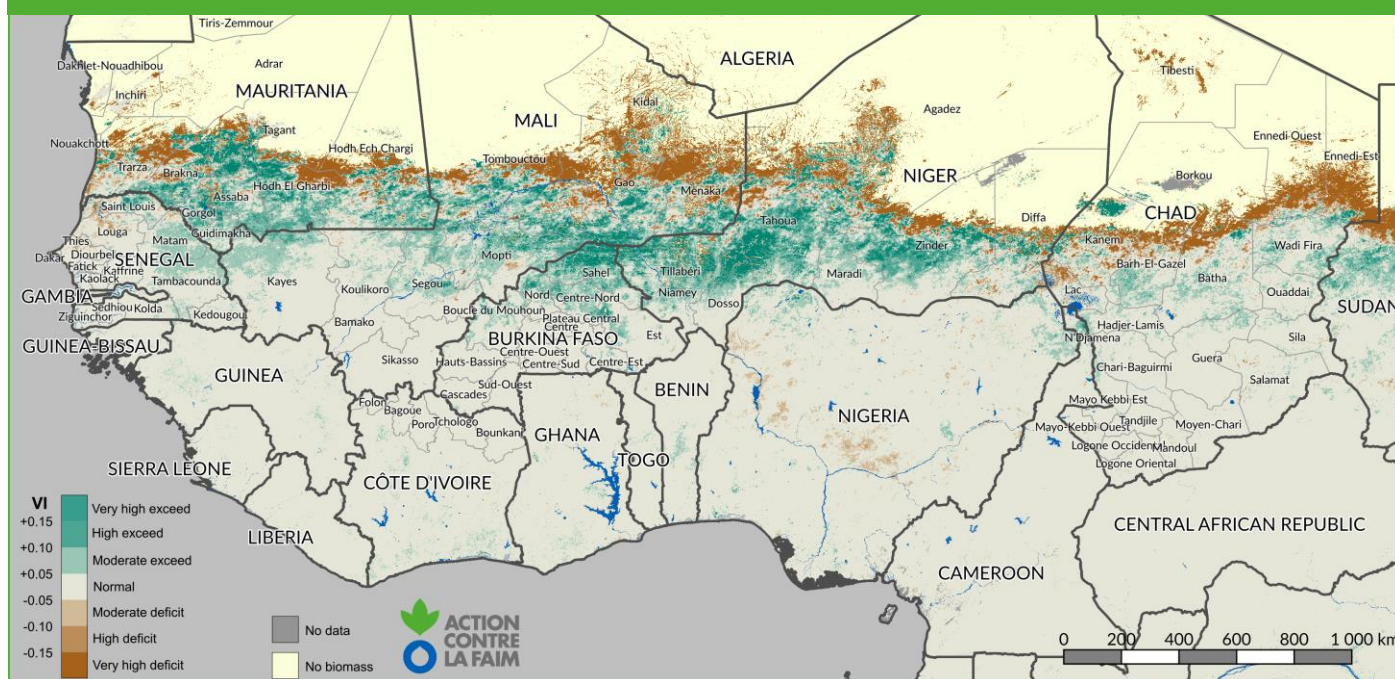 Tiris-Zemmour
ALGERIA
Dakhlet-Nouadhibou
Adrar
Tibesti
Inchiri
MAURITANIA
Kidal
Agadez
MALI
Tagant
Nouakchott
Hodh Ech Chargi
Ennedi-Ouest
Tombouctou
Ennedi-Est
Trarza
Brakna
NIGER
Borkou
Gao
Menaka
Hodh El Gharbi
Assaba
Saint Louis
Gorgol
Diffa
CHAD
Tahoua
Louga
Guidimakha
Kanem
Thies
Matam
Zinder
Wadi Fira
Diourbel
Dakar
SENEGAL
Mopti
Fatick
Kaffrine
Sahel
Tillabéri
Maradi
Barh-El-Gazel
Batha
Kaolack
Tambacounda
Kayes
Segou
Koulikoro
Nord
Centre-Nord
Niamey
Lac
Ouaddai
GAMBIA
Dosso
Sedhiou
Kolda
Kedougou
Ziguinchor
Boucle du Mouhoun
Plateau Central
SUDAN
Bamako
Centre
Hadjer-Lamis
BURKINA FASO
Est
N'Djamena
Sila
GUINEA-BISSAU
Sikasso
Hauts-Bassins
Centre-Ouest
Centre-Sud
Centre-Est
Guera
Chari-Baguirmi
GUINEA
Sud-Ouest
BENIN
Salamat
Cascades
Folon
Bagoue
Poro
Tchologo
Bounkani
GHANA
NIGERIA
Mayo Kebbi Est
Mayo-Kebbi Ouest
Tandjile
Moyen-Chari
Logone Occidental
Mandoul
Logone Oriental
SIERRA LEONE
TOGO
CÔTE D'IVOIRE
LIBERIA
CENTRAL AFRICAN REPUBLIC
CAMEROON
VI
Very high exceed
+0.15
High exceed
+0.10
Moderate exceed
+0.05
Normal
-0.05
Moderate deficit
-0.10
High deficit
-0.15
Very high deficit
No data
No biomass
ACTION
CONTRE
LA FAIM
0 200 400 600 800 1 000 km